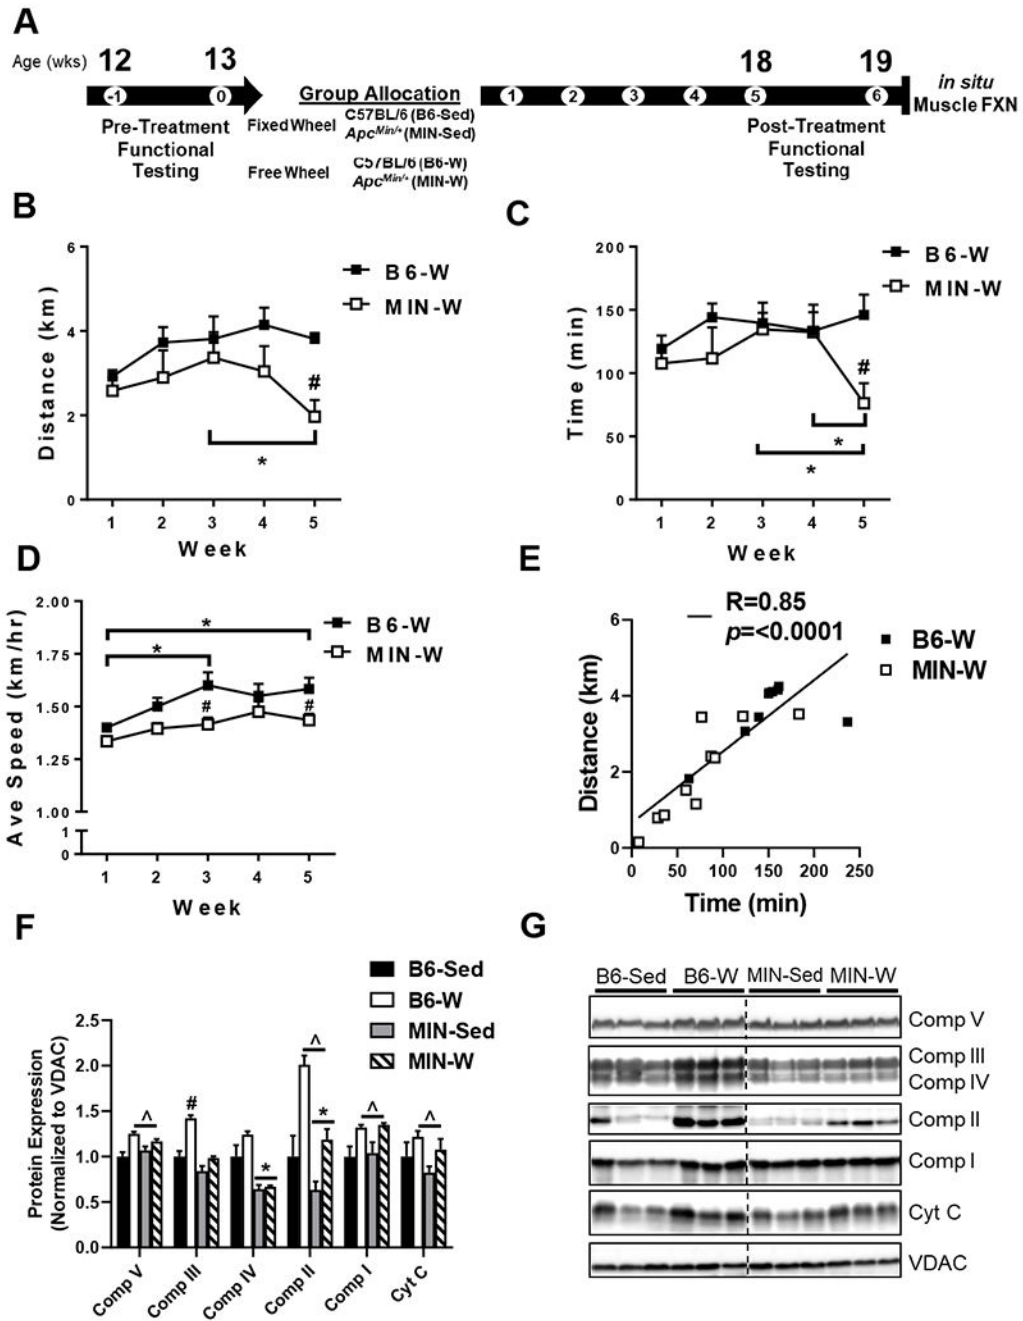 A
Age (wks) 12 13 18 19
-1 0 1 2 3 4 5 6
in situ
Muscle FXN
Pre-Treatment
Functional
Testing
Group Allocation
Fixed Wheel
C57BL/6 (B6-Sed)
Apc Min/+ (MIN-Sed)
Free Wheel
C57BL/6 (B6-W)
Apc Min/+ (MIN-W)
Post-Treatment
Functional
Testing
B
Distance (km)
6
4
2
0
B6-W
MIN-W
#
*
1 2 3 4 5
Week
C
Time (min)
200
150
100
50
0
B6-W
MIN-W
#
*
*
1 2 3 4 5
Week
D
Ave Speed (km/hr)
2.00
1.75
1.50
1.25
1.00
1
0
B6-W
MIN-W
*
*
# #
1 2 3 4 5
Week
E
R=0.85
p=<0.0001
B6-W
MIN-W
Distance (km)
6
4
2
0
0 50 100 150 200 250
Time (min)
F
B6-Sed
B6-W
MIN-Sed
MIN-W
Protein Expression
(Normalized to VDAC)
2.5
2.0
1.5
1.0
0.5
0.0
^ # * ^ * ^ ^
Comp V Comp III Comp IV Comp II Comp I Cyt C
G
B6-Sed B6-W MIN-Sed MIN-W
Comp V
Comp III
Comp IV
Comp II
Comp I
Cyt C
VDAC